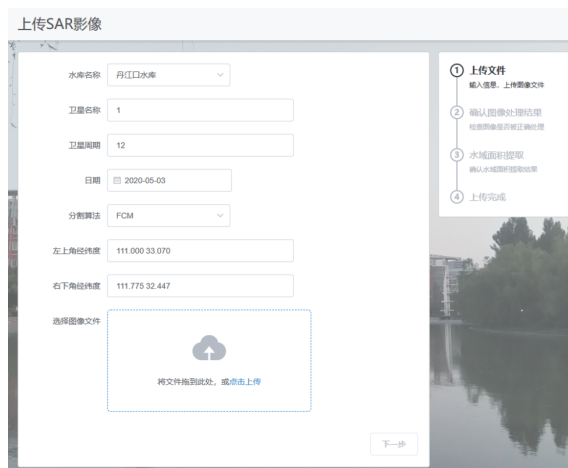 上传SAR影像
水库名称 丹江口水库
卫星名称 1
卫星周期 12
日期 2020-05-03
分割算法 FCM
左上角经纬度 111.000 33.070
右下角经纬度 111.775 32.447
选择图像文件
将文件拖到此处，或点击上传
下一步
1 上传文件
输入信息、上传图像文件
2 确认图像处理结果
检查图像是否被正确处理
3 水域面积提取
确认水域面积提取结果
4 上传完成